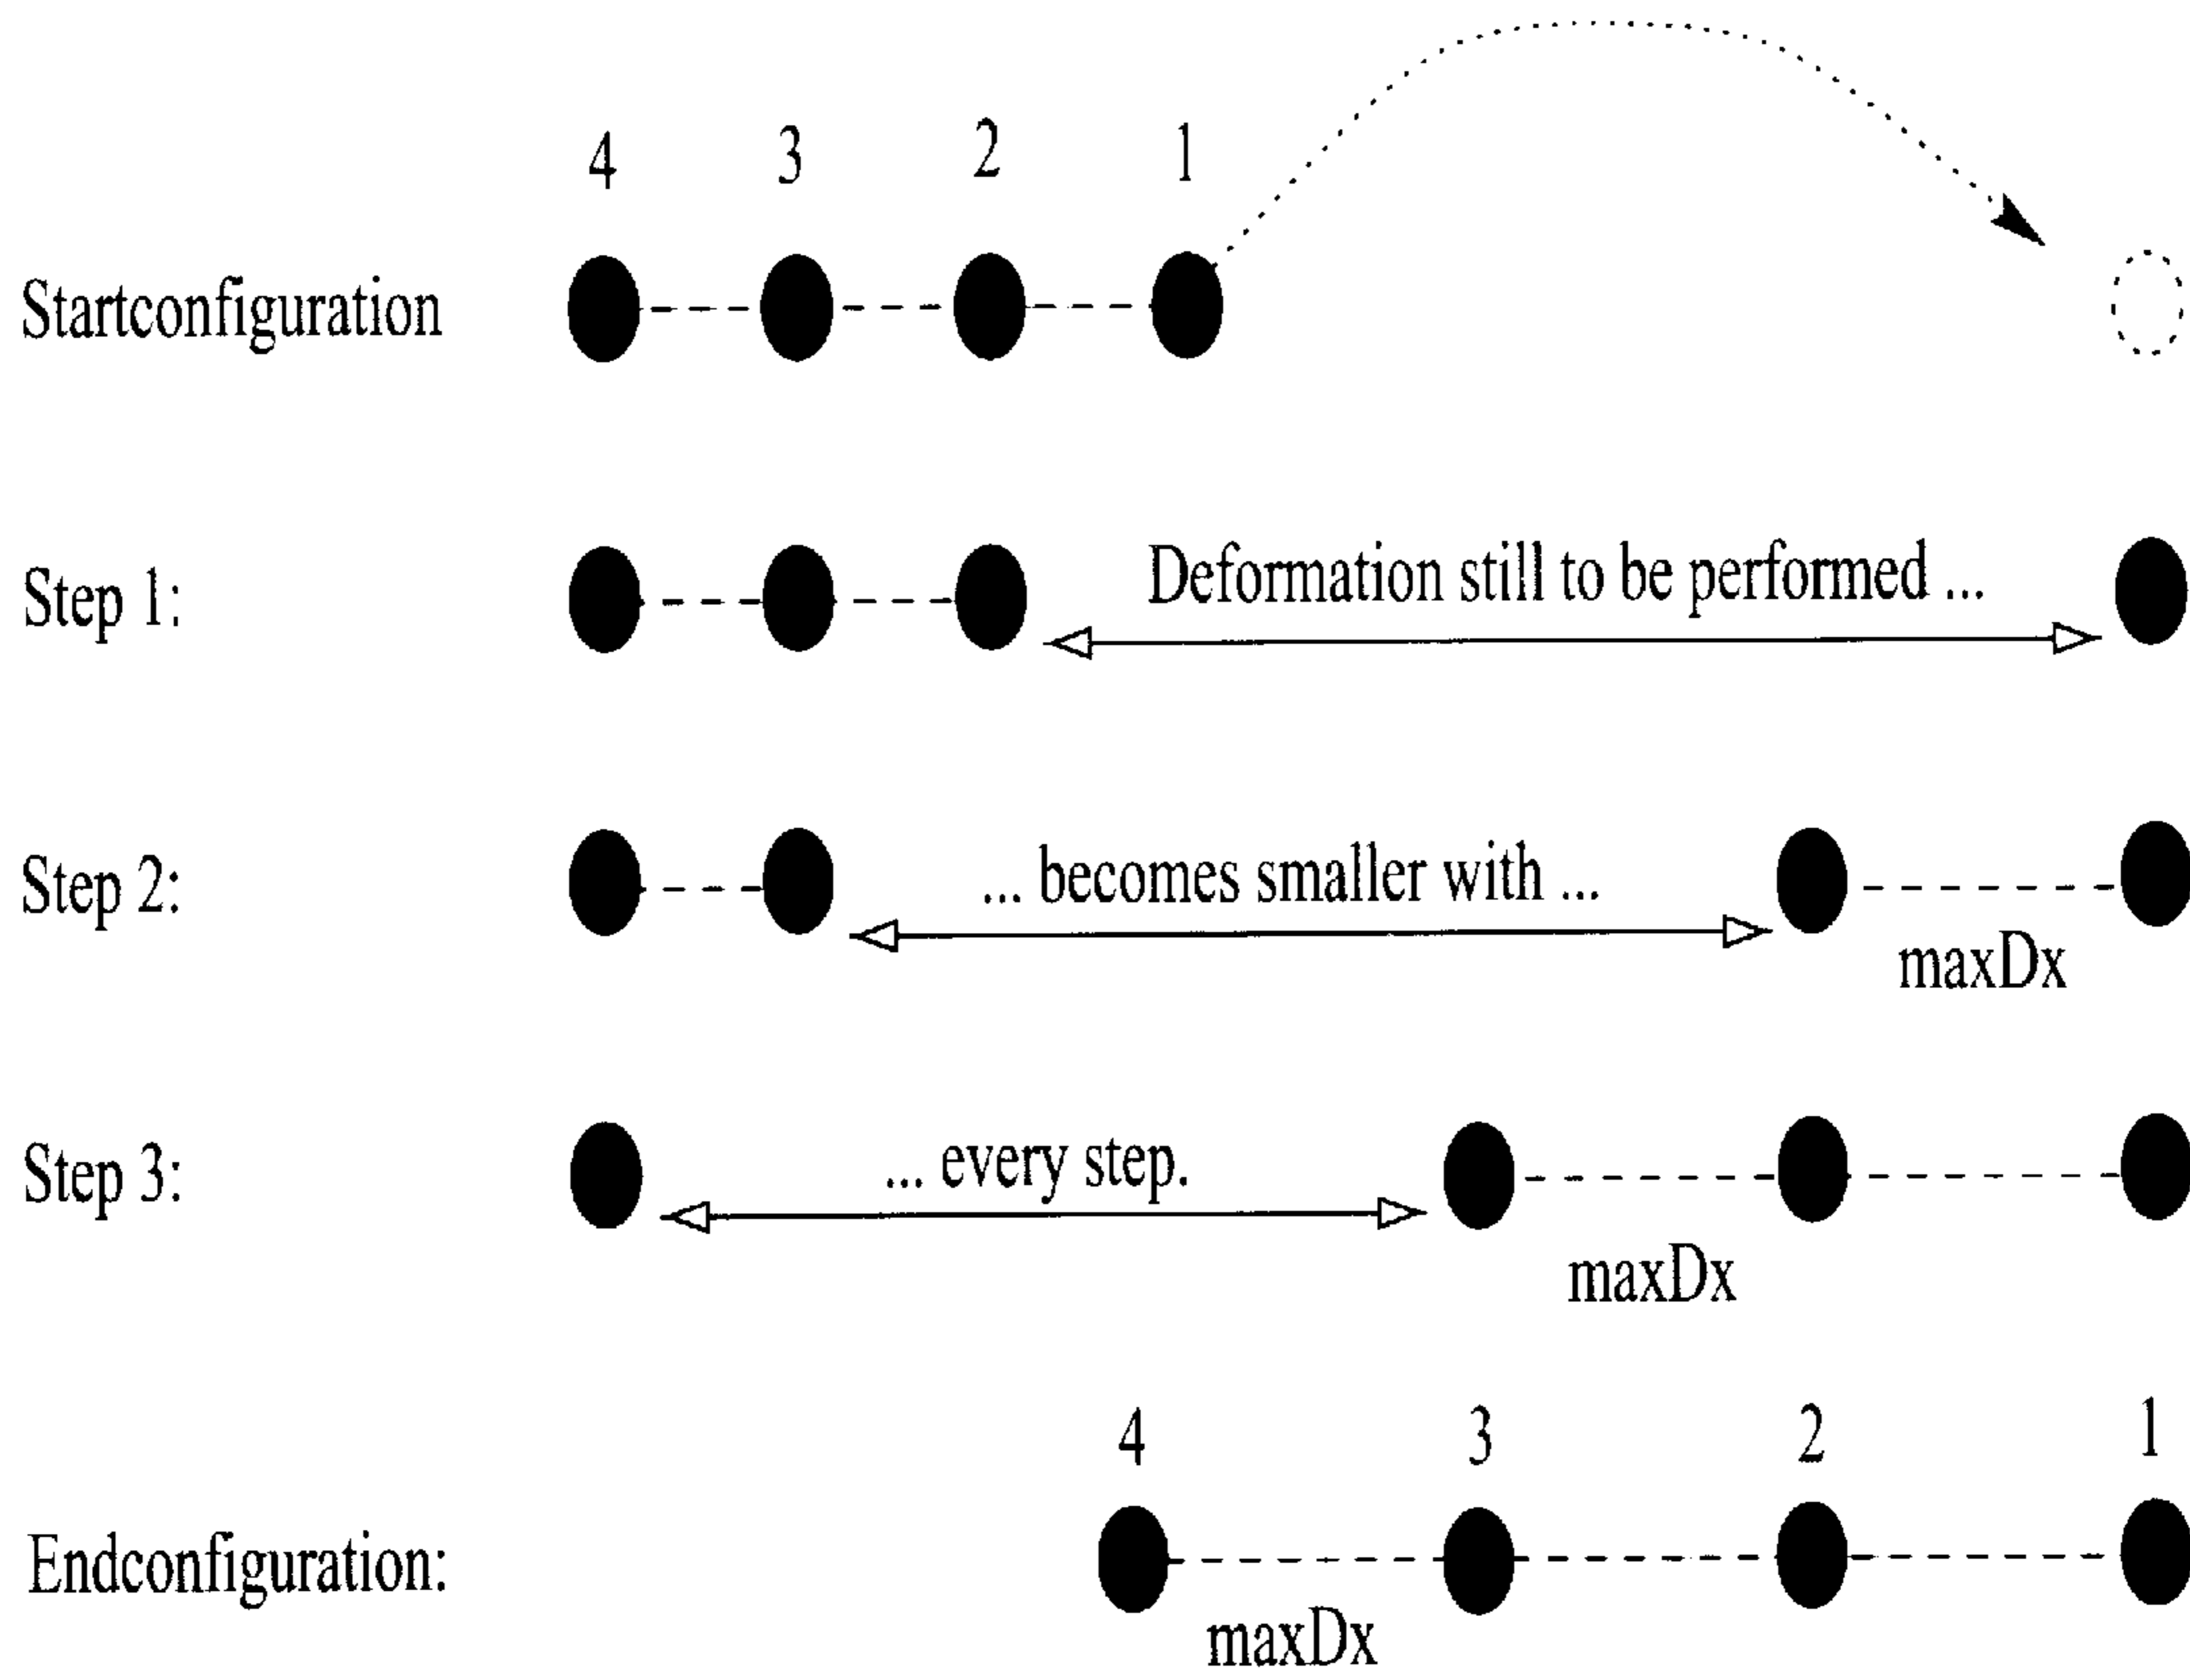 4 3 2 1
Startconfiguration
Step 1:
Deformation still to be performed ...
Step 2:
... becomes smaller with ...
maxDx
Step 3:
... every step.
maxDx
4 3 2 1
Endconfiguration:
maxDx